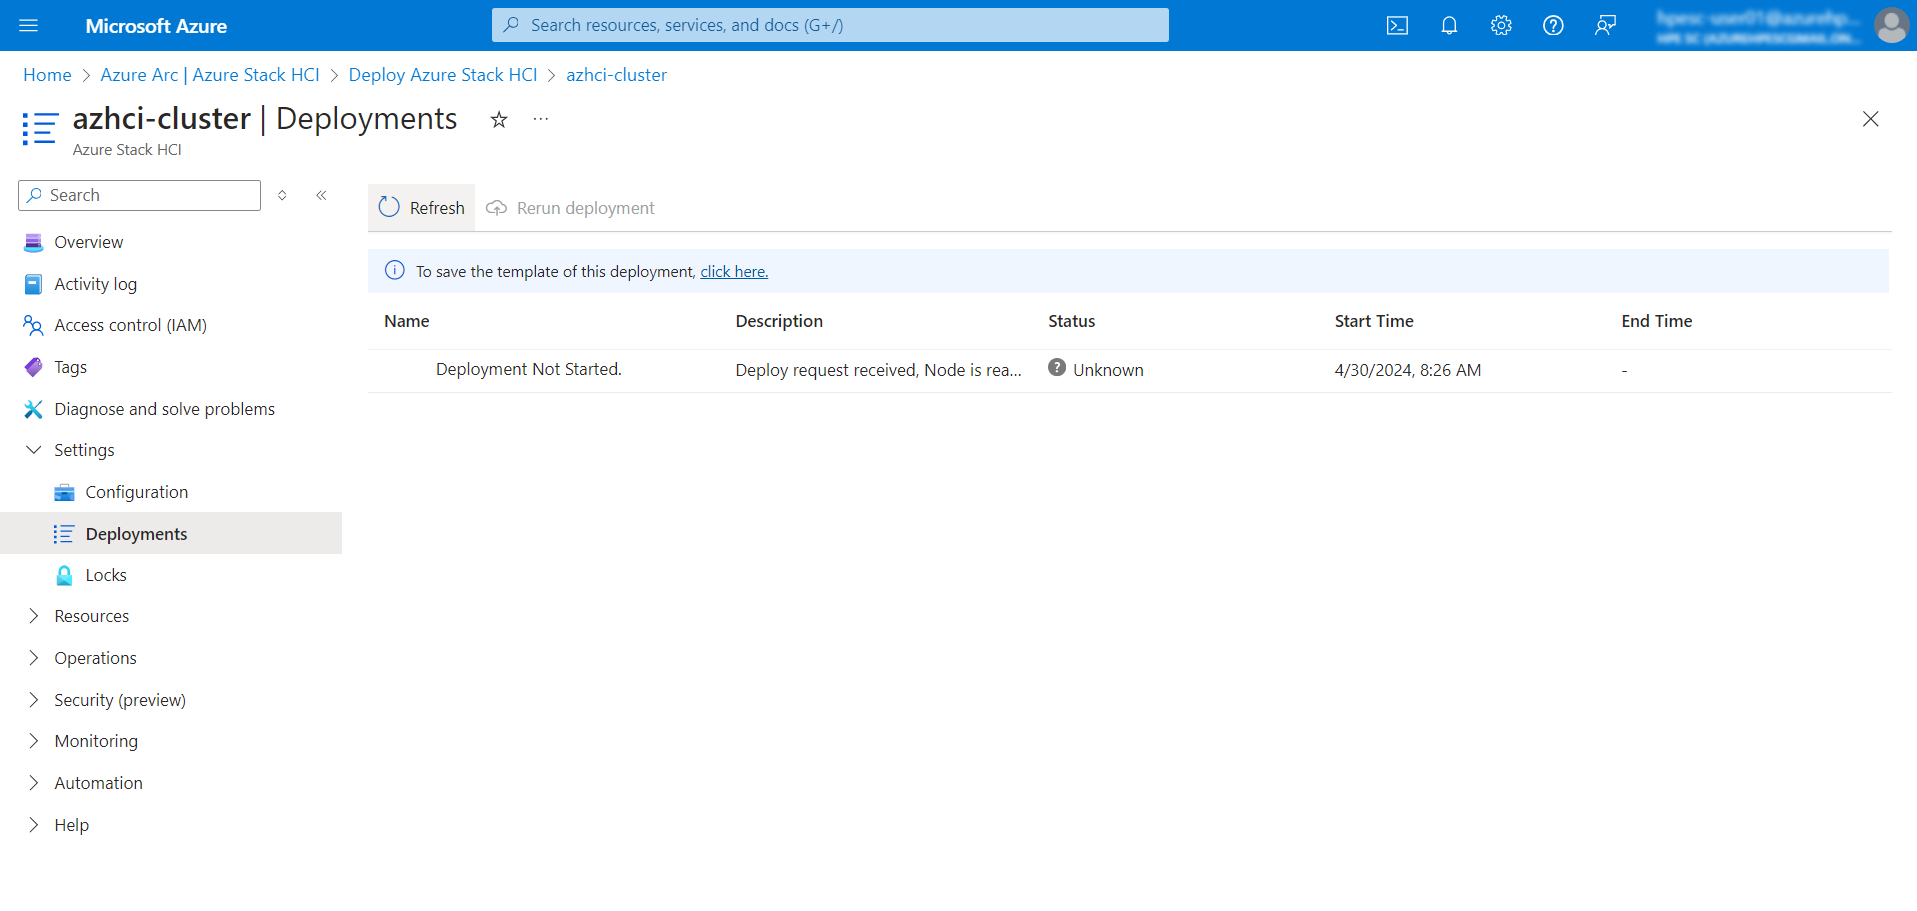 Microsoft Azure
Search resources, services, and docs (G+/)
Home > Azure Arc | Azure Stack HCI > Deploy Azure Stack HCI > azhci-cluster
azhci-cluster | Deployments
Azure Stack HCI
Search
Refresh
Rerun deployment
Overview
Activity log
Access control (IAM)
Tags
Diagnose and solve problems
Settings
Configuration
Deployments
Locks
Resources
Operations
Security (preview)
Monitoring
Automation
Help
To save the template of this deployment, click here.
Name Description Status Start Time End Time
Deployment Not Started. Deploy request received, Node is rea... Unknown 4/30/2024, 8:26 AM -